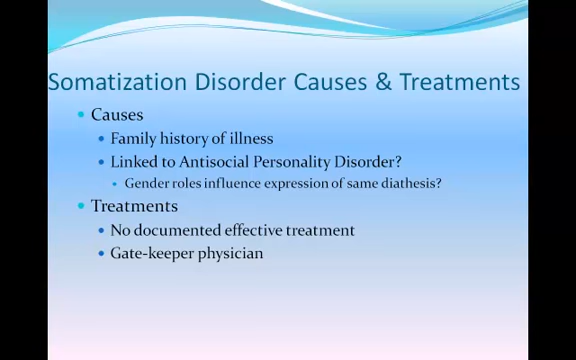 Somatization Disorder Causes & Treatments
Causes
Family history of illness
Linked to Antisocial Personality Disorder?
Gender roles influence expression of same diathesis?
Treatments
No documented effective treatment
Gate-keeper physician